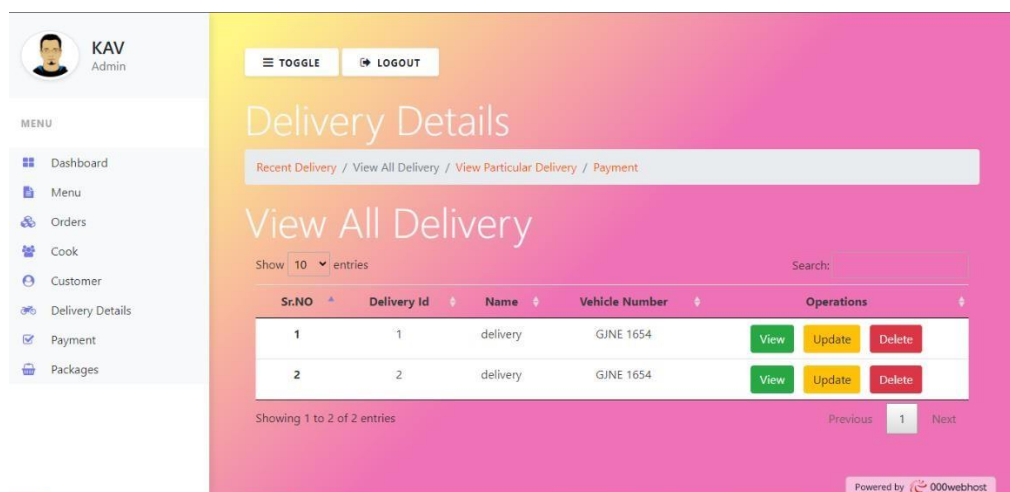 KAV
Admin
MENU
Dashboard
Menu
Orders
Cook
Customer
Delivery Details
Payment
Packages
TOGGLE LOGOUT
Delivery Details
Recent Delivery / View All Delivery / View Particular Delivery / Payment
View All Delivery
Show 10 entries Search:
Sr.NO Delivery Id Name Vehicle Number Operations
1 1 delivery GJNE 1654 View Update Delete
2 2 delivery GJNE 1654 View Update Delete
Showing 1 to 2 of 2 entries Previous 1 Next
Powered by 000webhost